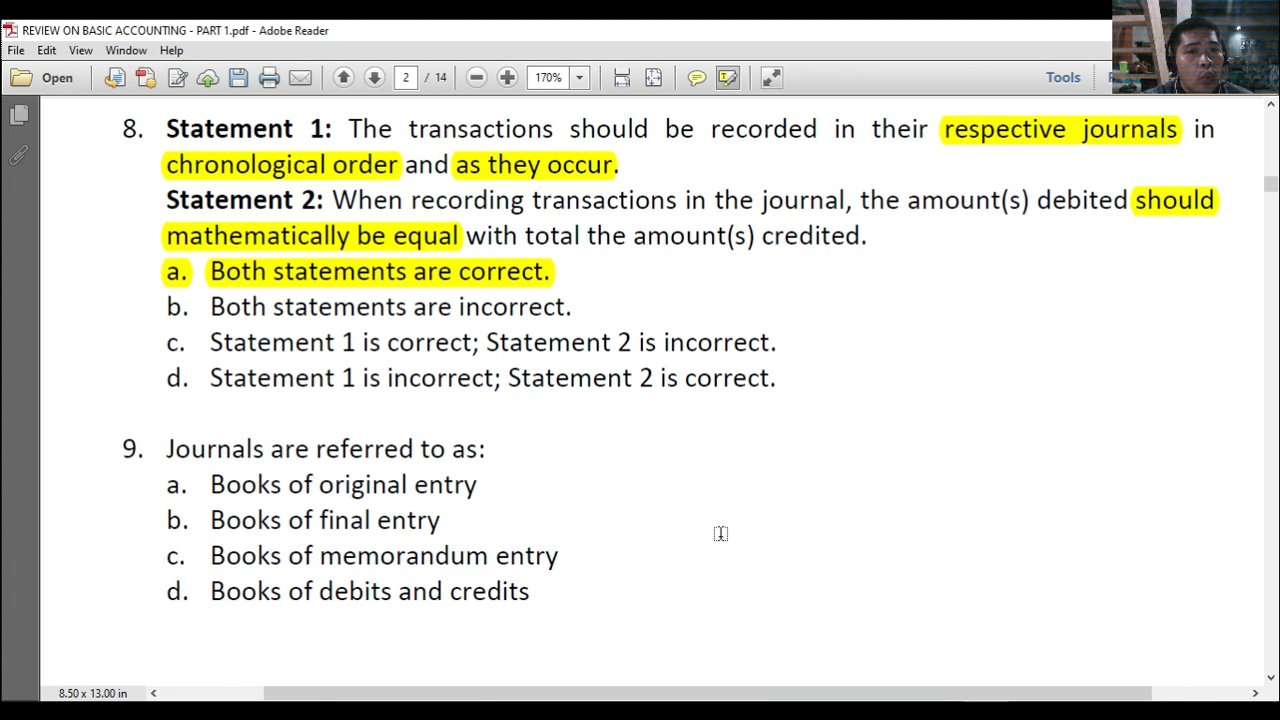 REVIEW ON BASIC ACCOUNTING - PART 1.pdf - Adobe Reader
File Edit View Window Help
Open 2 / 14 170% Tools
8. Statement 1: The transactions should be recorded in their respective journals in
chronological order and as they occur.
Statement 2: When recording transactions in the journal, the amount(s) debited should
mathematically be equal with total the amount(s) credited.
a. Both statements are correct.
b. Both statements are incorrect.
c. Statement 1 is correct; Statement 2 is incorrect.
d. Statement 1 is incorrect; Statement 2 is correct.
9. Journals are referred to as:
a. Books of original entry
b. Books of final entry
c. Books of memorandum entry
d. Books of debits and credits
8.50 x 13.00 in